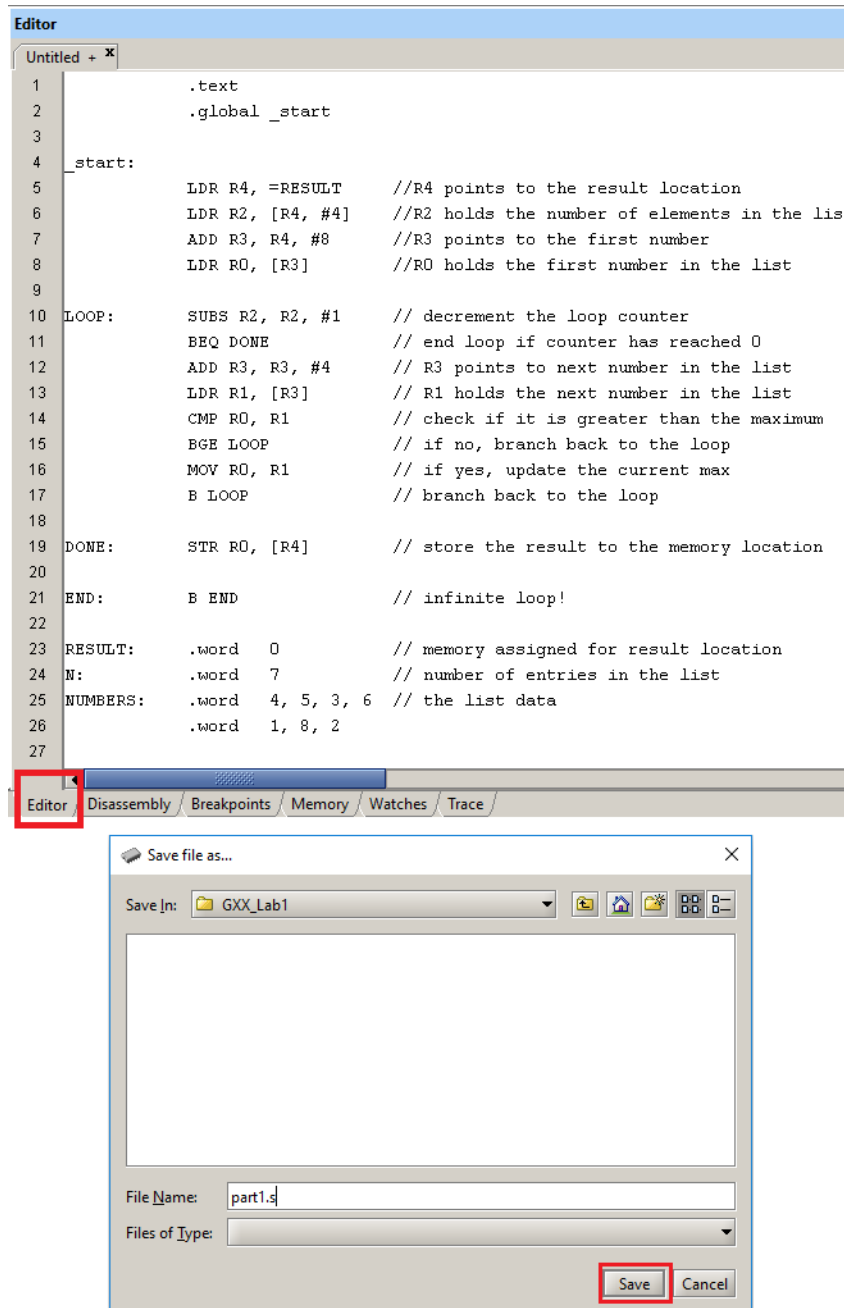 Editor
Untitled + x
1 .text
2 .global _start
3
4 _start:
5 LDR R4, =RESULT //R4 points to the result location
6 LDR R2, [R4, #4] //R2 holds the number of elements in the lis
7 ADD R3, R4, #8 //R3 points to the first number
8 LDR R0, [R3] //R0 holds the first number in the list
9
10 LOOP: SUBS R2, R2, #1 // decrement the loop counter
11 BEQ DONE // end loop if counter has reached 0
12 ADD R3, R3, #4 // R3 points to next number in the list
13 LDR R1, [R3] // R1 holds the next number in the list
14 CMP R0, R1 // check if it is greater than the maximum
15 BGE LOOP // if no, branch back to the loop
16 MOV R0, R1 // if yes, update the current max
17 B LOOP // branch back to the loop
18
19 DONE: STR R0, [R4] // store the result to the memory location
20
21 END: B END // infinite loop!
22
23 RESULT: .word 0 // memory assigned for result location
24 N: .word 7 // number of entries in the list
25 NUMBERS: .word 4, 5, 3, 6 // the list data
26 .word 1, 8, 2
27
Editor Disassembly Breakpoints Memory Watches Trace
Save file as...
Save In: GXX_Lab1
File Name: part1.s
Files of Type:
Save Cancel